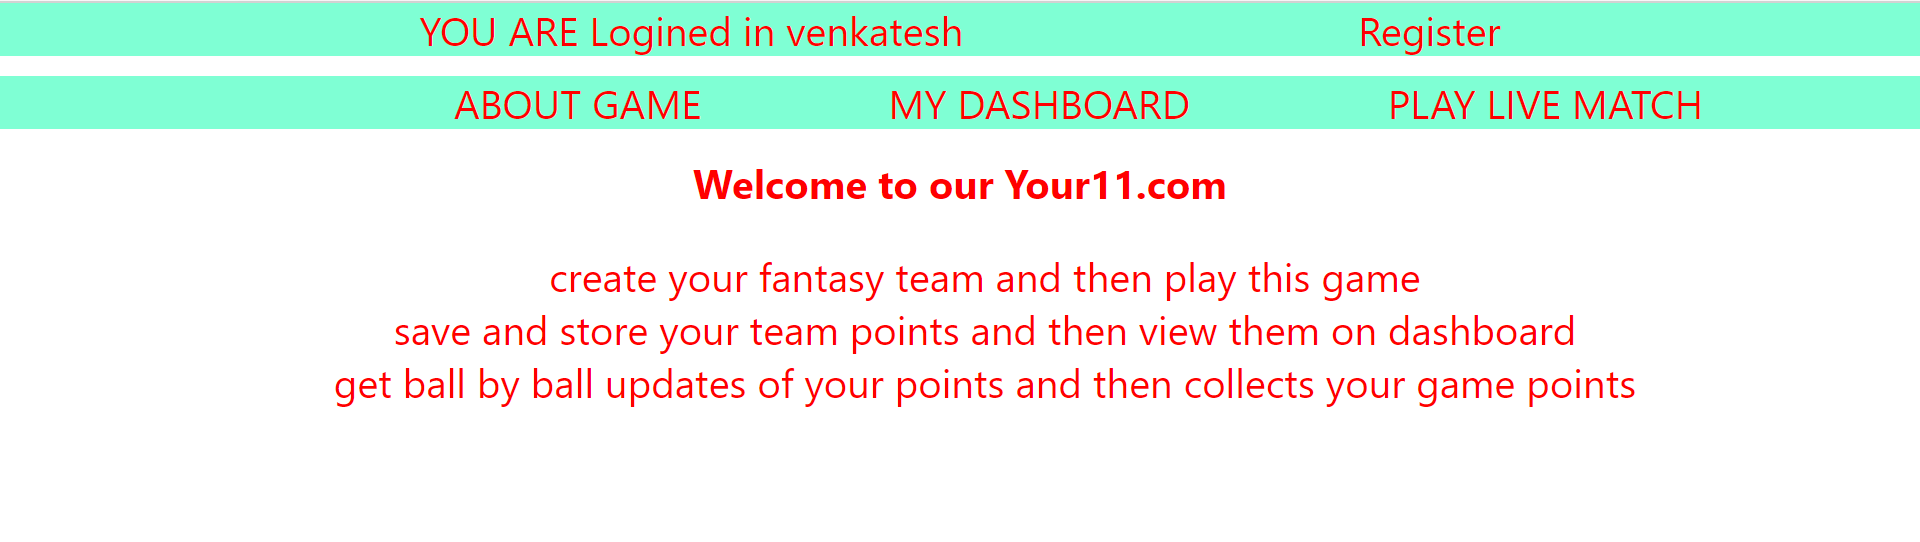 YOU ARE Logined in venkatesh Register
ABOUT GAME MY DASHBOARD PLAY LIVE MATCH
Welcome to our Your11.com
create your fantasy team and then play this game
save and store your team points and then view them on dashboard
get ball by ball updates of your points and then collects your game points